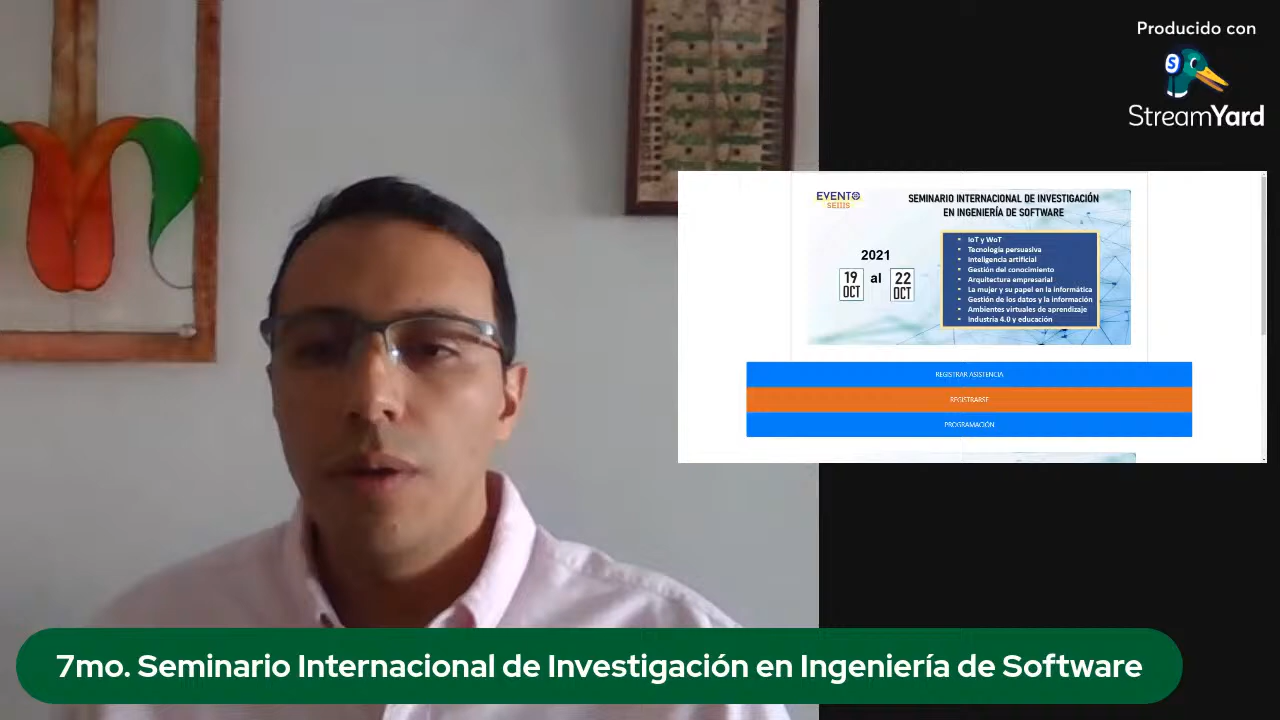 Producido con
StreamYard
EVENTO
SEIIS
SEMINARIO INTERNACIONAL DE INVESTIGACIÓN
EN INGENIERÍA DE SOFTWARE
2021
19 OCT al 22 OCT
▪ IoT y WoT
▪ Tecnología persuasiva
▪ Inteligencia artificial
▪ Gestión del conocimiento
▪ Arquitectura empresarial
▪ La mujer y su papel en la informática
▪ Gestión de los datos y la información
▪ Ambientes virtuales de aprendizaje
▪ Industria 4.0 y educación
REGISTRAR ASISTENCIA
REGISTRARSE
PROGRAMACIÓN
7mo. Seminario Internacional de Investigación en Ingeniería de Software